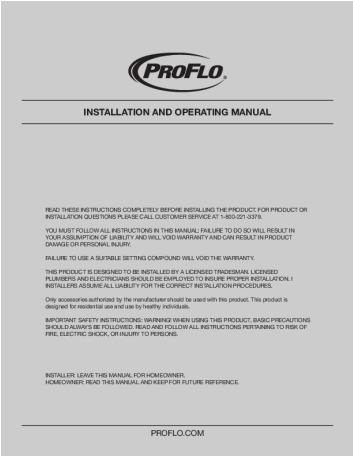 PROFLO®
INSTALLATION AND OPERATING MANUAL
READ THESE INSTRUCTIONS COMPLETELY BEFORE INSTALLING THE PRODUCT. FOR PRODUCT OR
INSTALLATION QUESTIONS PLEASE CALL CUSTOMER SERVICE AT 1-800-221-3379.
YOU MUST FOLLOW ALL INSTRUCTIONS IN THIS MANUAL; FAILURE TO DO SO WILL RESULT IN
YOUR ASSUMPTION OF LIABILITY AND WILL VOID WARRANTY AND CAN RESULT IN PRODUCT
DAMAGE OR PERSONAL INJURY.
FAILURE TO USE A SUITABLE SETTING COMPOUND WILL VOID THE WARRANTY.
THIS PRODUCT IS DESIGNED TO BE INSTALLED BY A LICENSED TRADESMAN. LICENSED
PLUMBERS AND ELECTRICIANS SHOULD BE EMPLOYED TO INSURE PROPER INSTALLATION. I
INSTALLERS ASSUME ALL LIABILITY FOR THE CORRECT INSTALLATION PROCEDURES.
Only accessories authorized by the manufacturer should be used with this product. This product is
designed for residential use and use by healthy individuals.
IMPORTANT SAFETY INSTRUCTIONS: WARNING! WHEN USING THIS PRODUCT, BASIC PRECAUTIONS
SHOULD ALWAYS BE FOLLOWED. READ AND FOLLOW ALL INSTRUCTIONS PERTAINING TO RISK OF
FIRE, ELECTRIC SHOCK, OR INJURY TO PERSONS.
INSTALLER: LEAVE THIS MANUAL FOR HOMEOWNER.
HOMEOWNER: READ THIS MANUAL AND KEEP FOR FUTURE REFERENCE.
PROFLO.COM